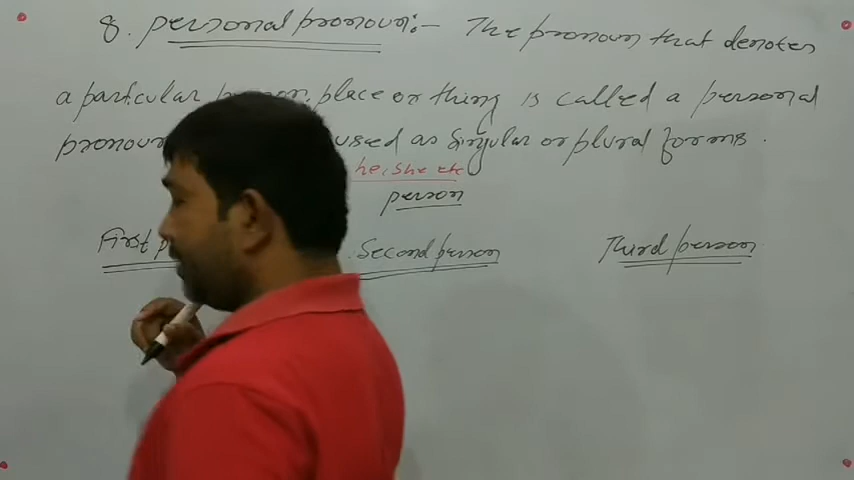 8. personal pronoun:- The pronoun that denotes
a particular place or thing is called a personal
pronoun used as singular or plural forms.
he, she etc
person
First Second person Third person